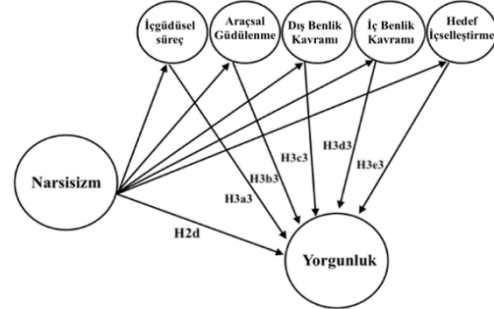 İçgüdüsel
süreç
Araçsal
Güdülenme
Dış Benlik
Kavramı
İç Benlik
Kavramı
Hedef
İçselleştirme
Narsisizm
H3a3
H3b3
H3c3
H3d3
H3e3
H2d
Yorgunluk